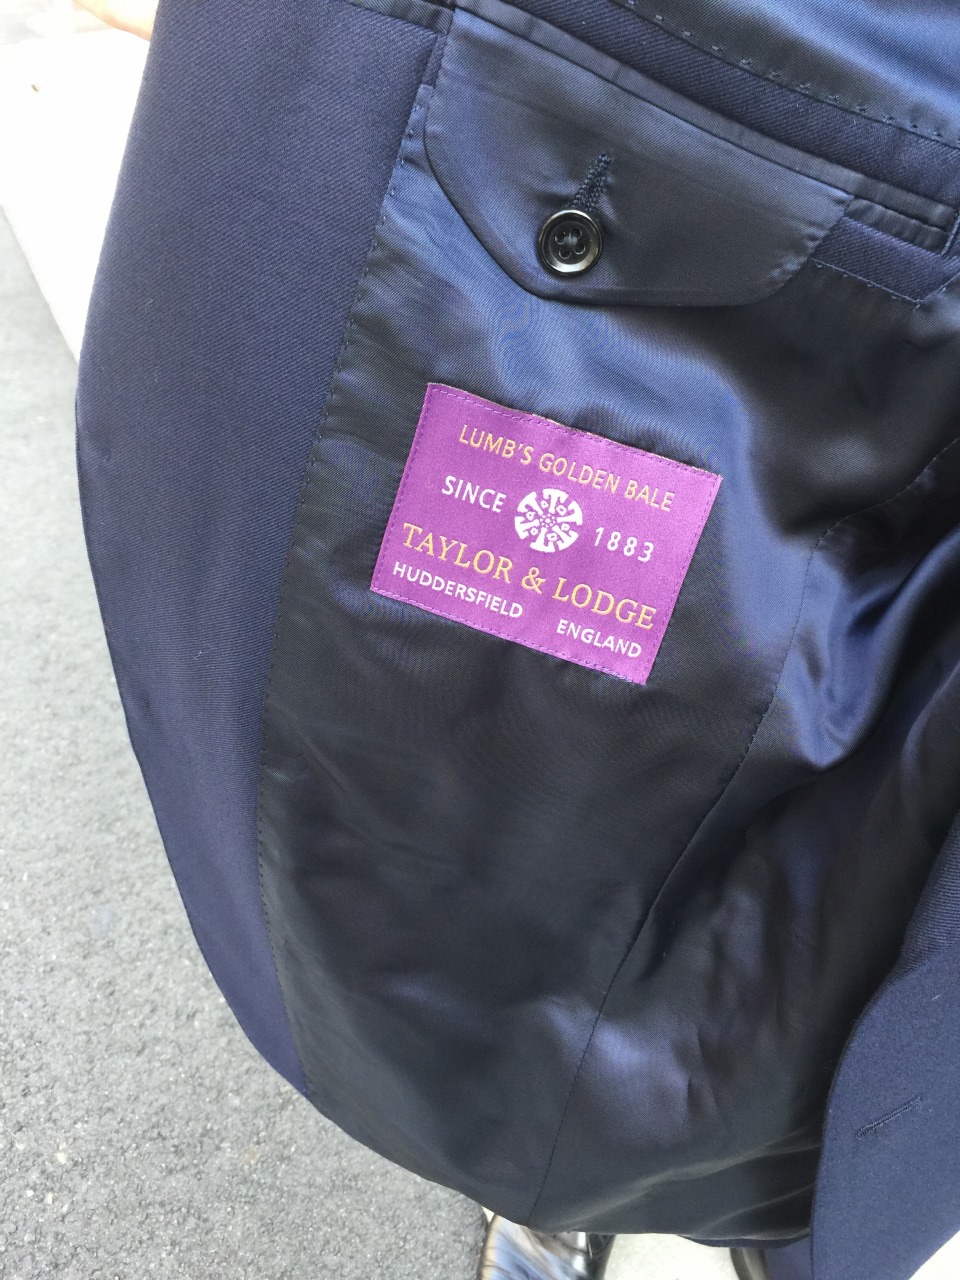 LUMB'S GOLDEN BALE
SINCE 1883
TAYLOR & LODGE
HUDDERSFIELD ENGLAND